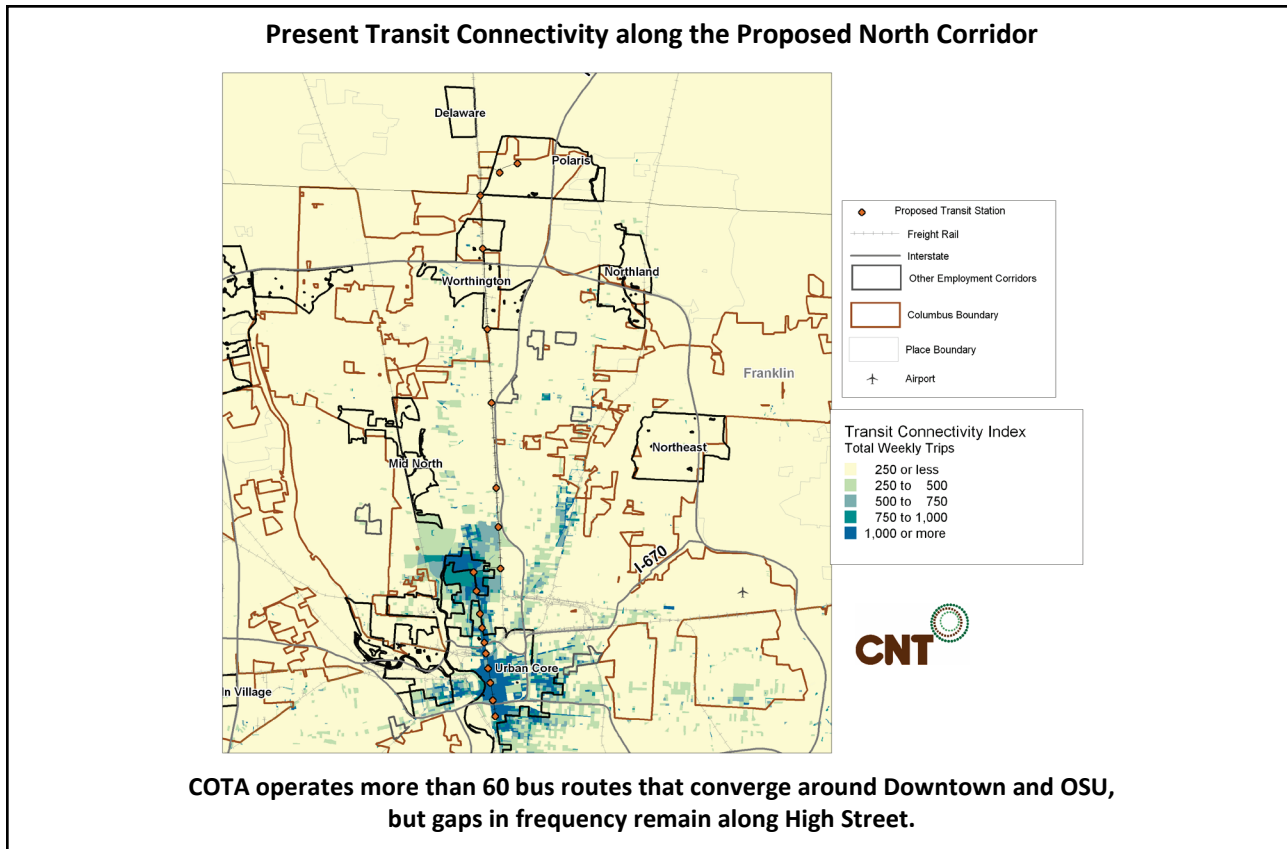 Present Transit Connectivity along the Proposed North Corridor
Delaware
Polaris
Worthington
Northland
Franklin
Mid North
Northeast
I-670
Urban Core
ln Village
Proposed Transit Station
Freight Rail
Interstate
Other Employment Corridors
Columbus Boundary
Place Boundary
Airport
Transit Connectivity Index
Total Weekly Trips
250 or less
250 to 500
500 to 750
750 to 1,000
1,000 or more
CNT
COTA operates more than 60 bus routes that converge around Downtown and OSU,
but gaps in frequency remain along High Street.